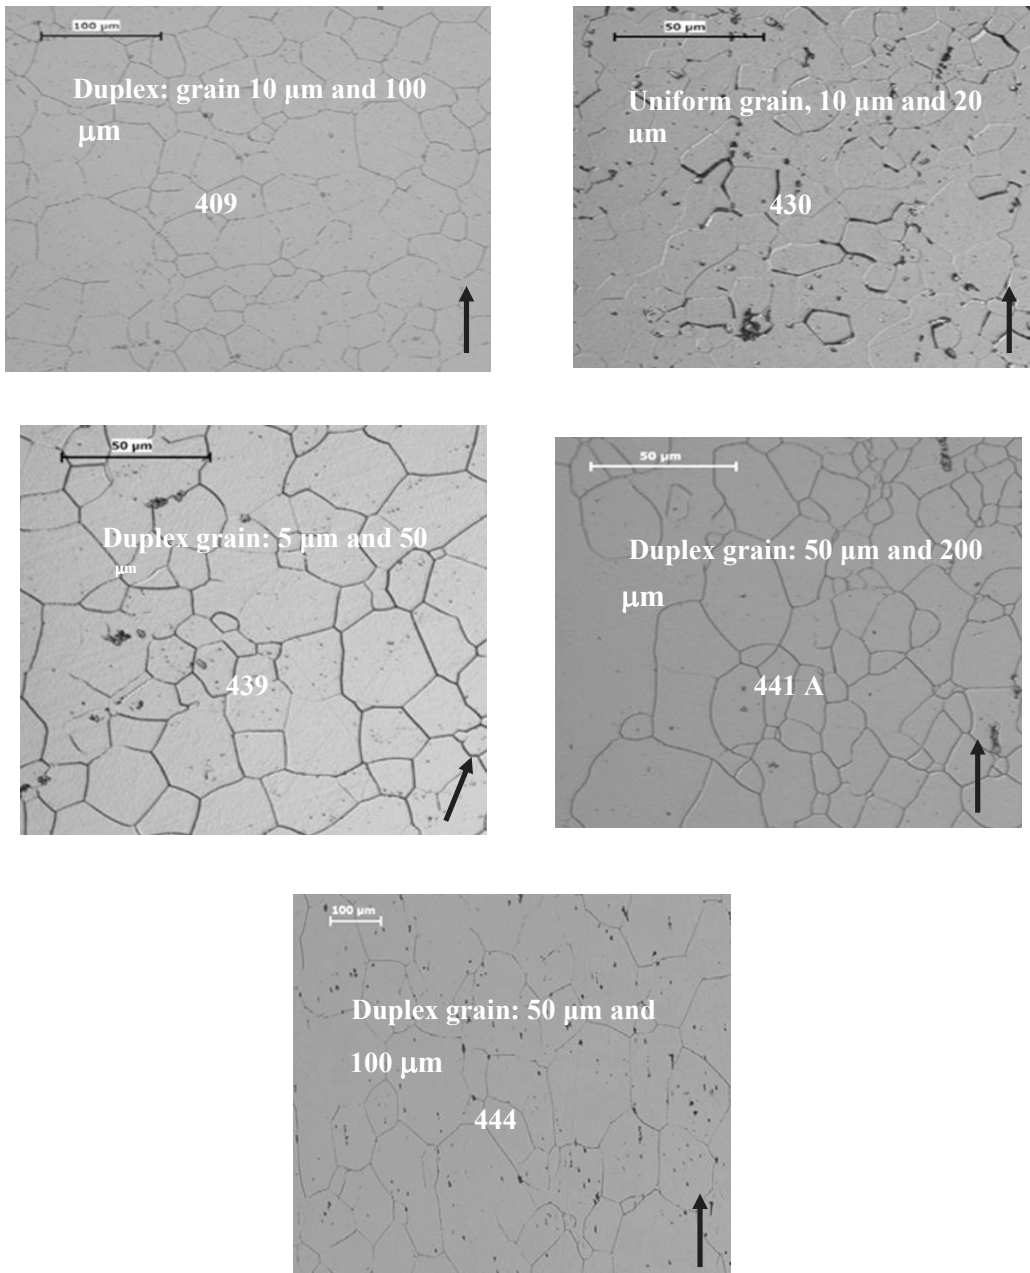 100 µm
Duplex: grain 10 µm and 100
µm
409
50 µm
Uniform grain, 10 µm and 20
µm
430
50 µm
Duplex grain: 5 µm and 50
µm
439
50 µm
Duplex grain: 50 µm and 200
µm
441 A
100 µm
Duplex grain: 50 µm and
100 µm
444